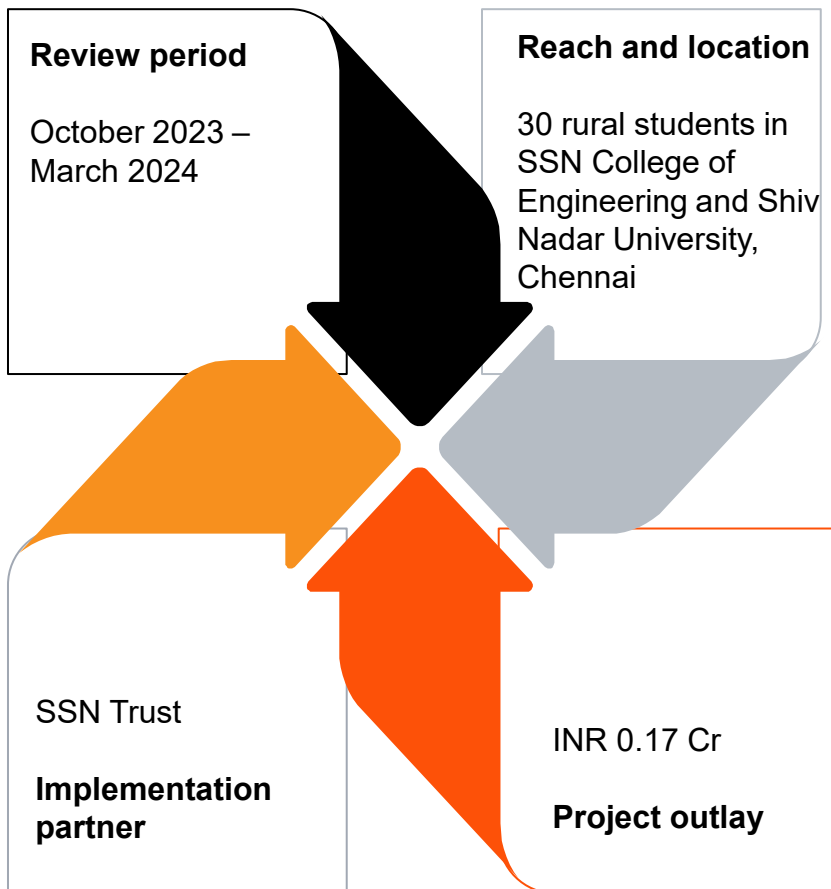 Review period
October 2023 –
March 2024
Reach and location
30 rural students in
SSN College of
Engineering and Shiv
Nadar University,
Chennai
SSN Trust
Implementation
partner
INR 0.17 Cr
Project outlay